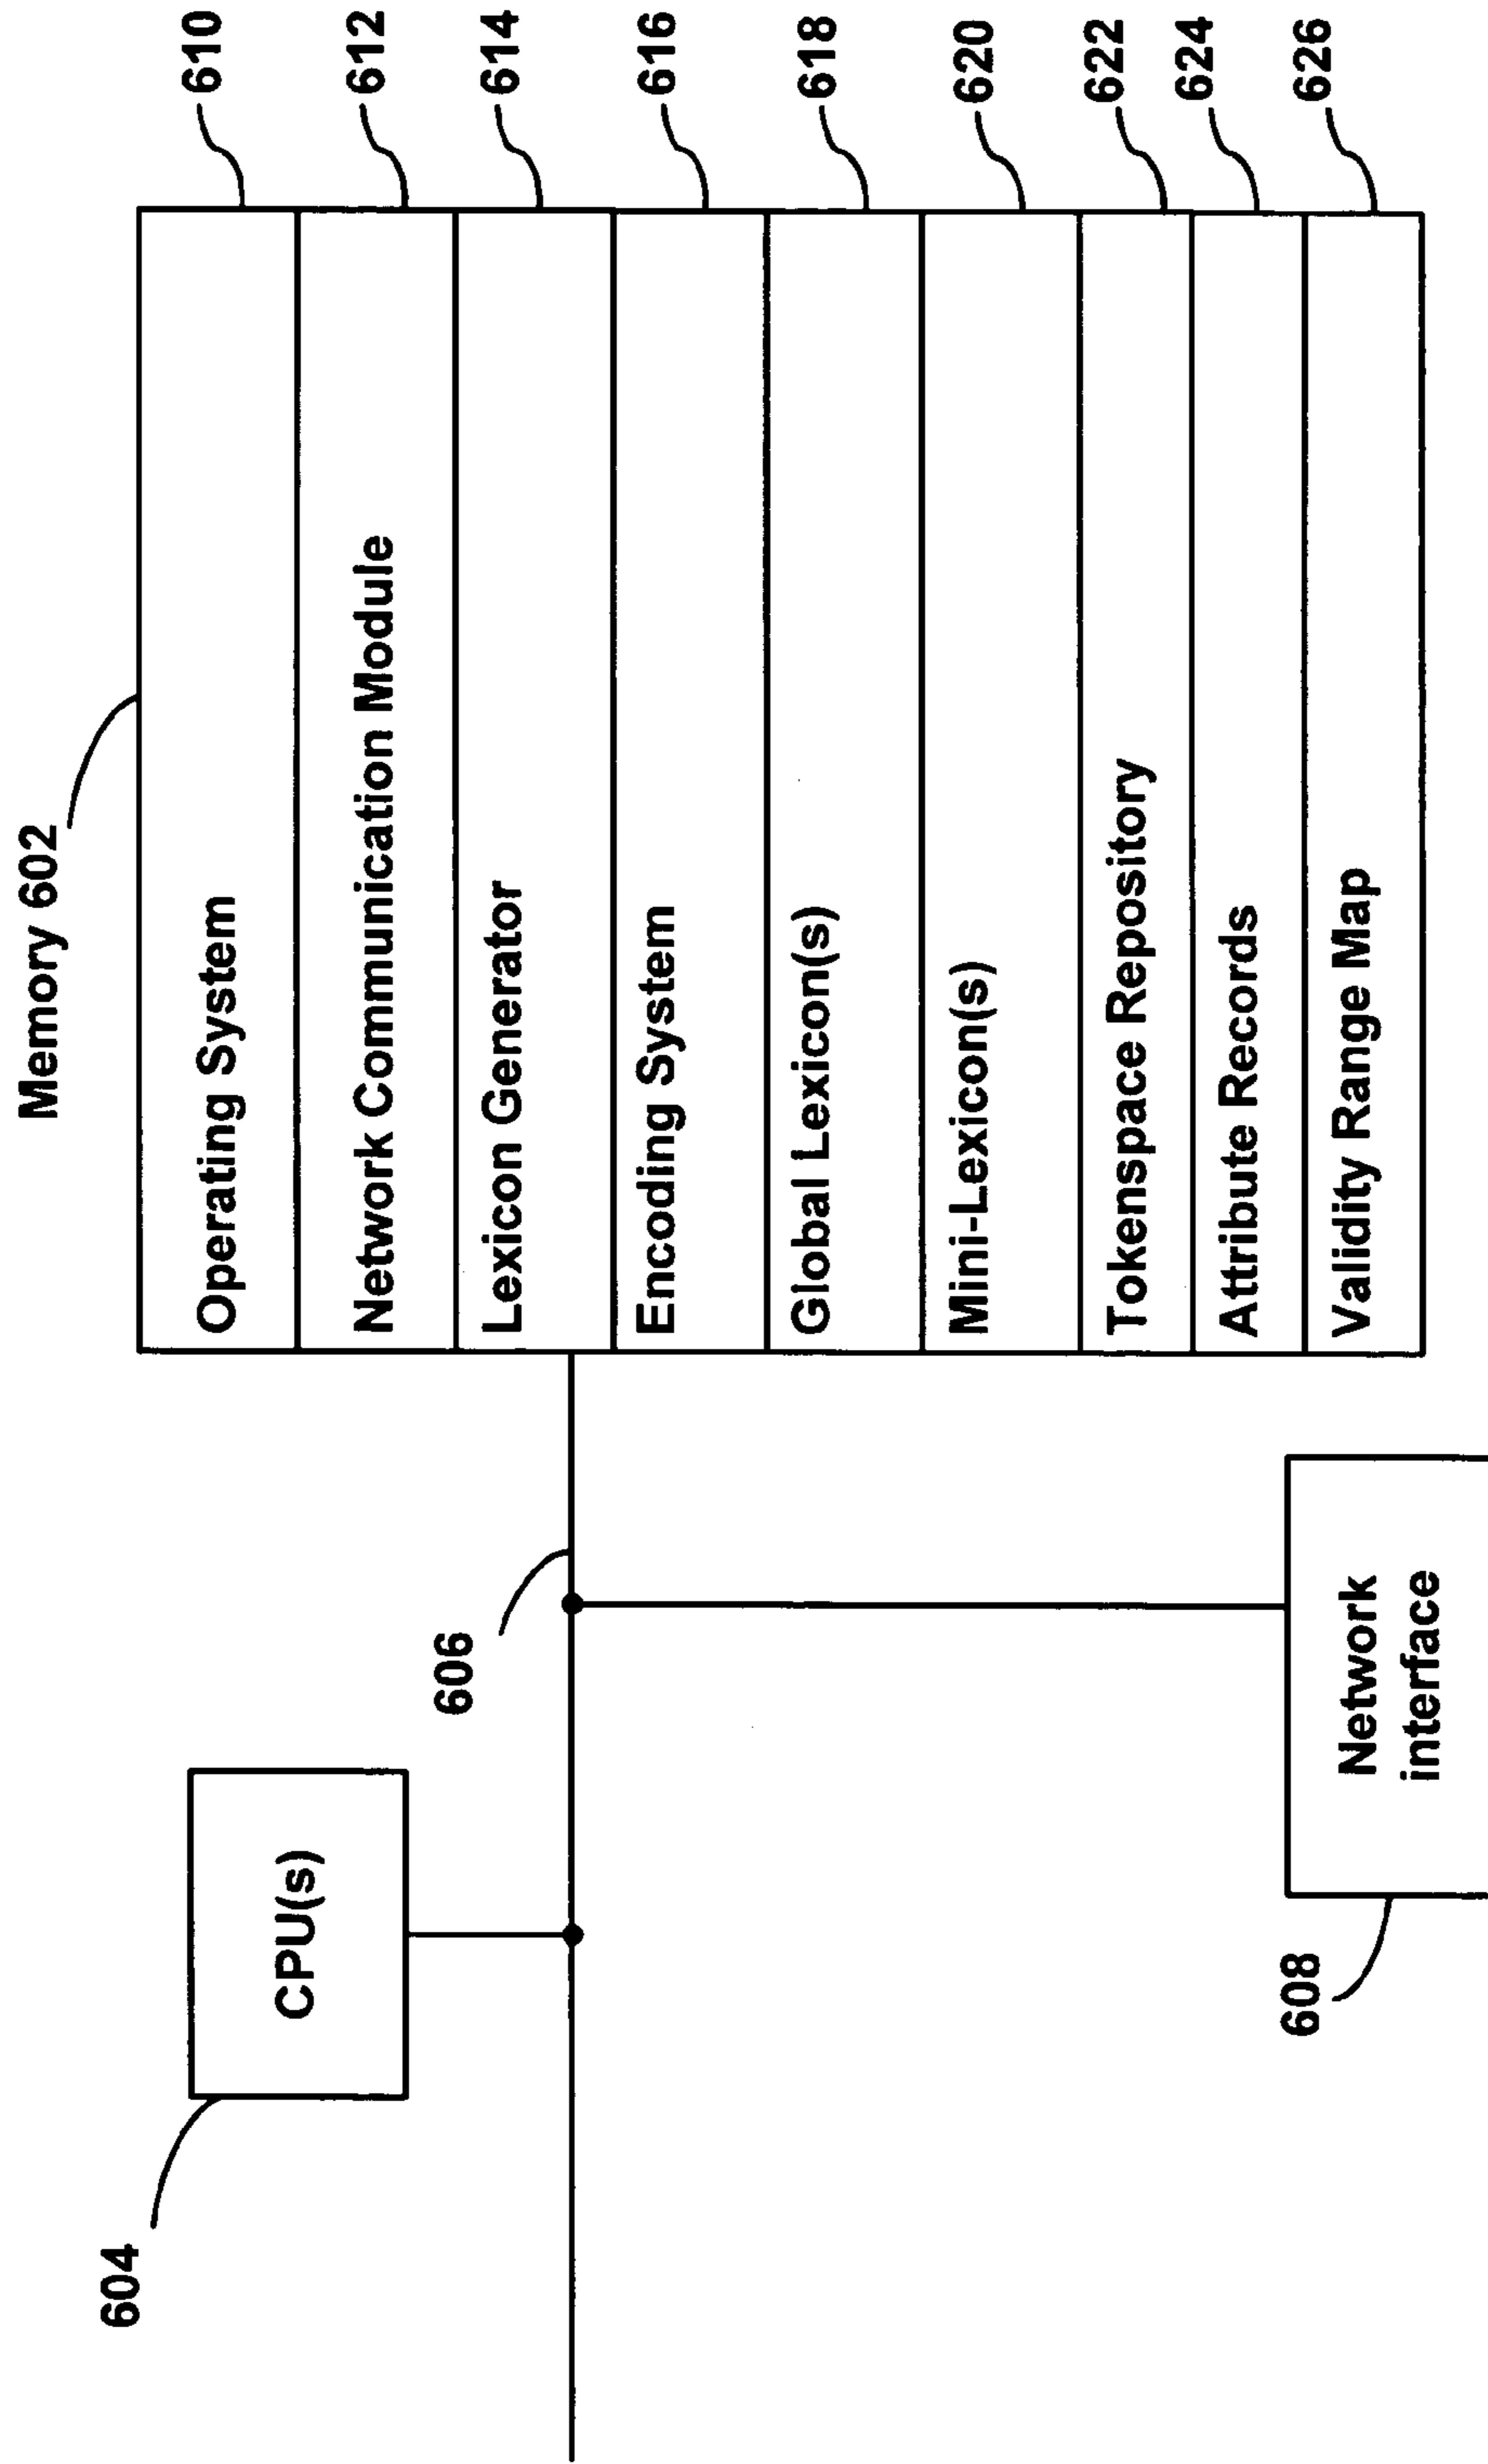 Memory 602
604
CPU(s)
606
Operating System
610
Network Communication Module
612
Lexicon Generator
614
Encoding System
616
Global Lexicon(s)
618
Mini-Lexicon(s)
620
Tokenspace Repository
622
Attribute Records
624
Validity Range Map
626
608
Network
interface